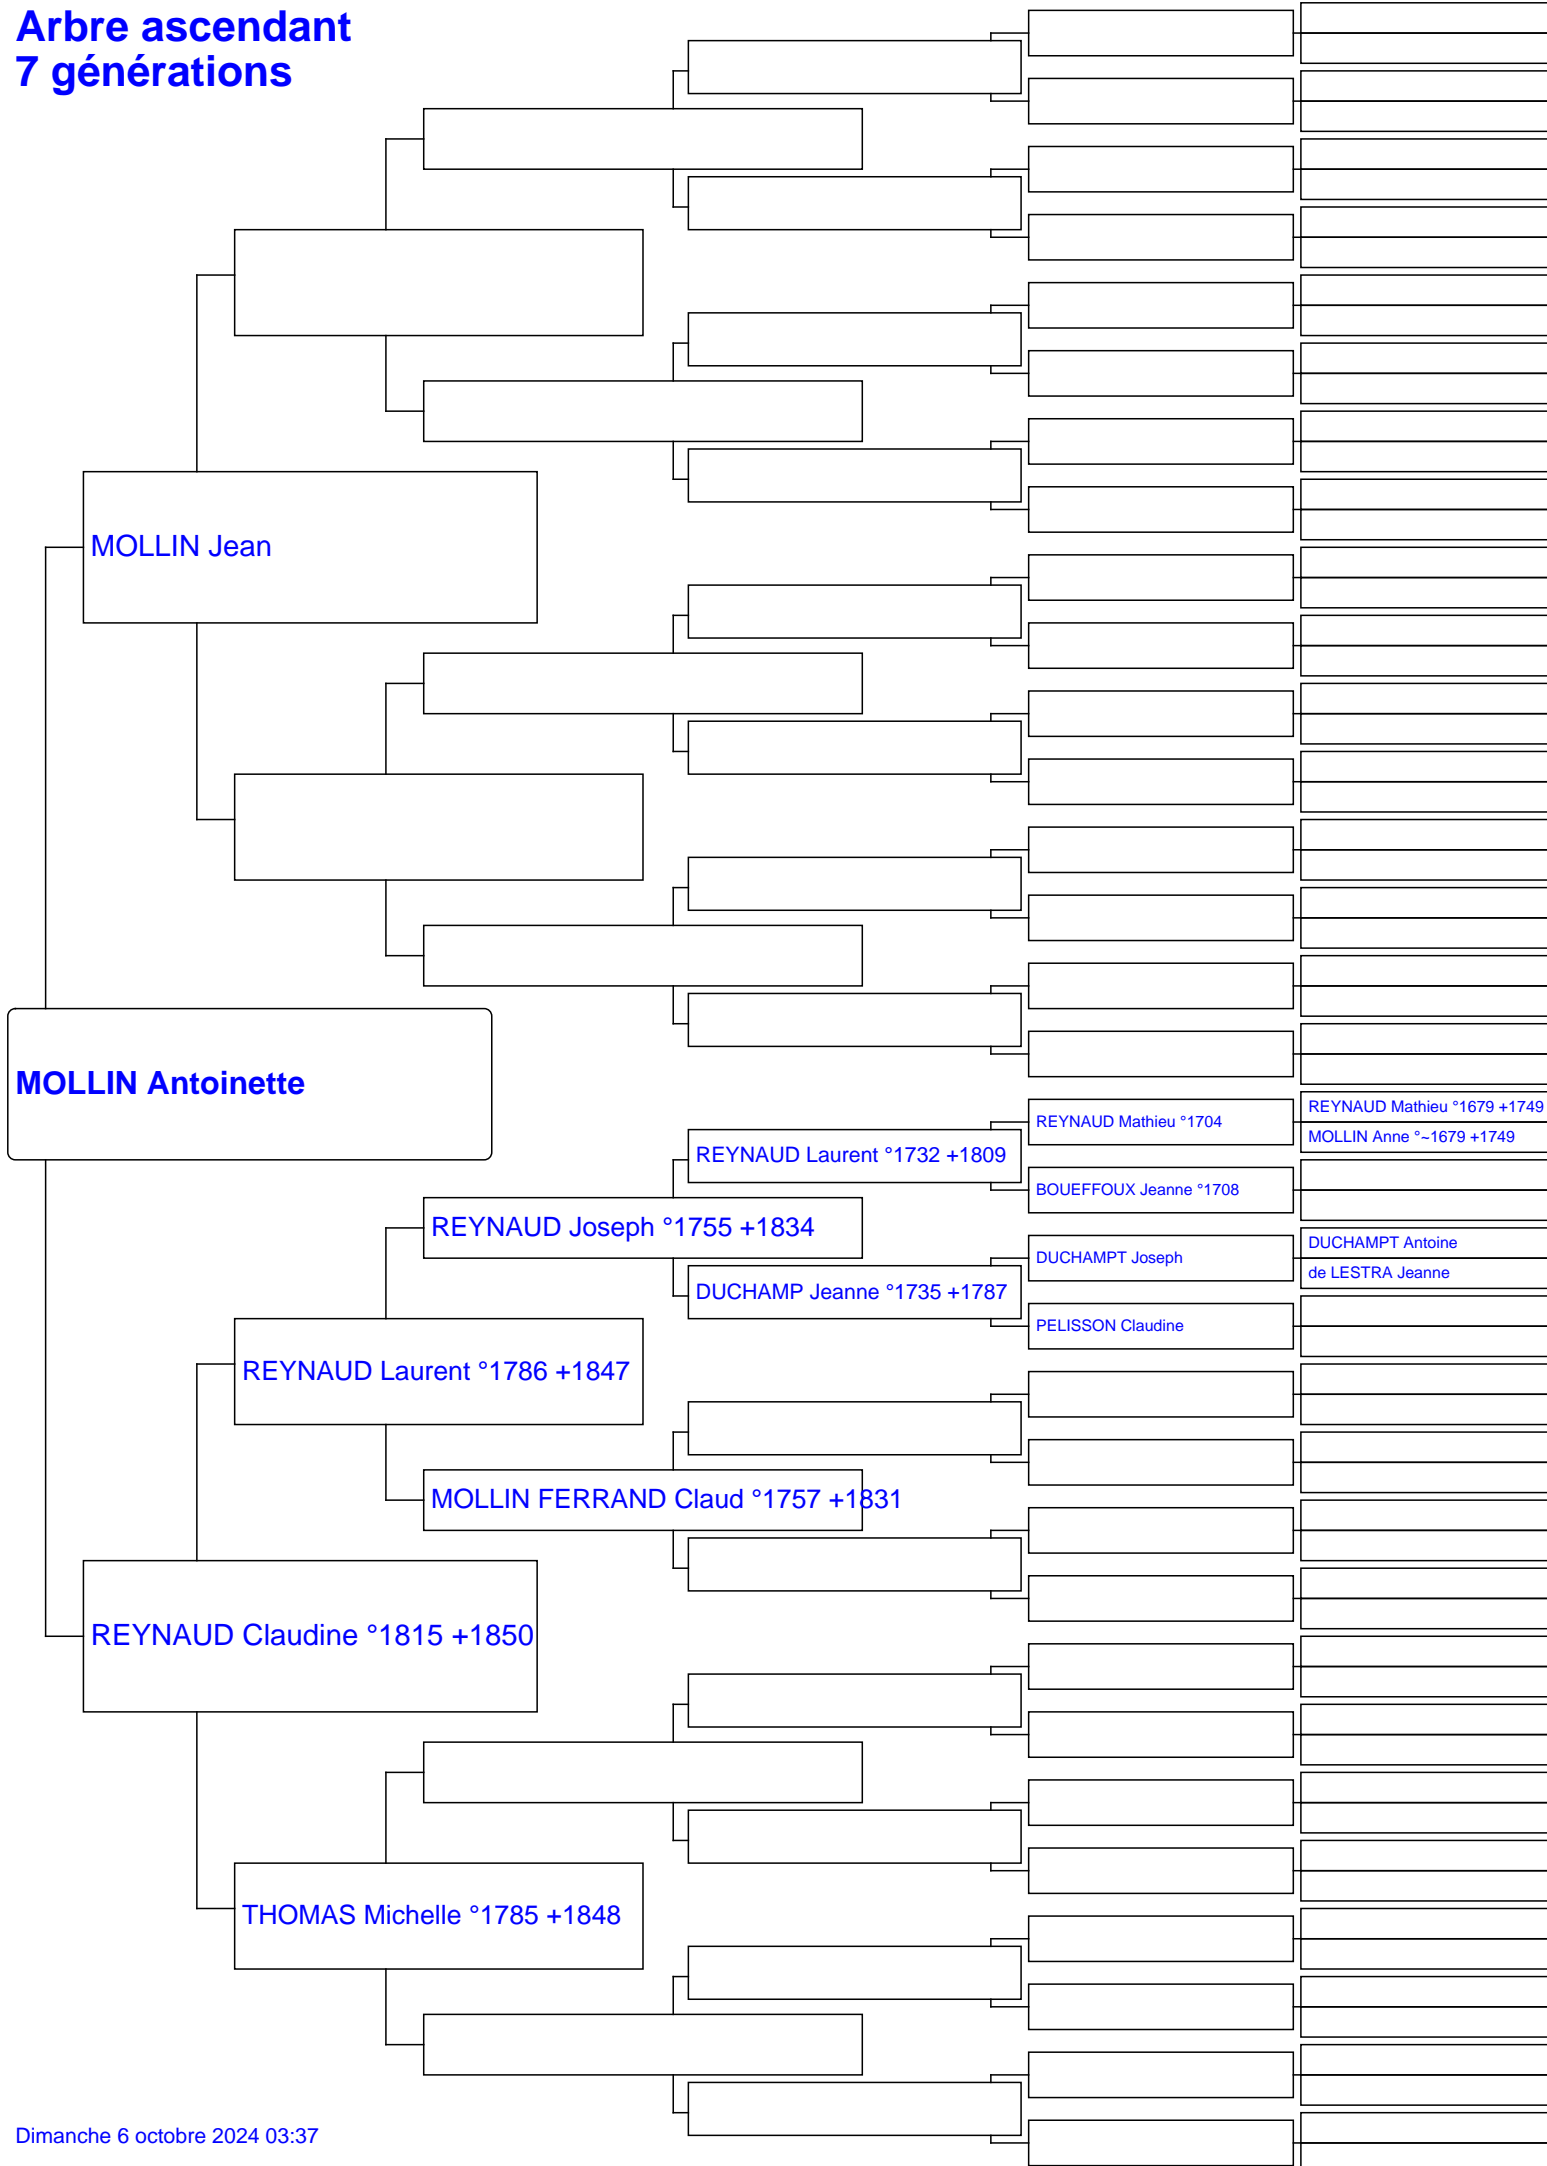 Arbre ascendant
7 générations
MOLLIN Jean
MOLLIN Antoinette
REYNAUD Mathieu °1679 +1749
REYNAUD Mathieu °1704
MOLLIN Anne °~1679 +1749
REYNAUD Laurent °1732 +1809
BOUEFFOUX Jeanne °1708
REYNAUD Joseph °1755 +1834
DUCHAMPT Antoine
DUCHAMPT Joseph
de LESTRA Jeanne
DUCHAMP Jeanne °1735 +1787
PELISSON Claudine
REYNAUD Laurent °1786 +1847
MOLLIN FERRAND Claud °1757 +1831
REYNAUD Claudine °1815 +1850
THOMAS Michelle °1785 +1848
Dimanche 6 octobre 2024 03:37